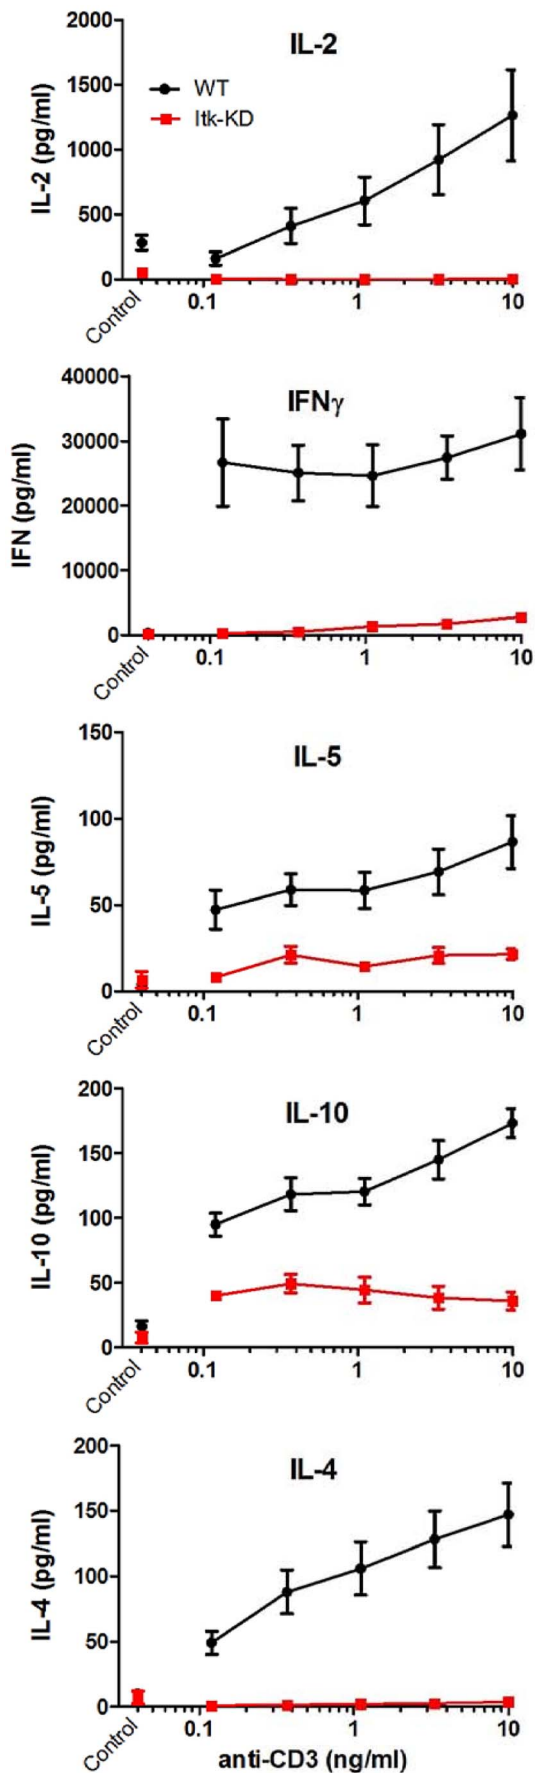 IL-2
2000
1500
1000
500
0
IL-2 (pg/ml)
WT
Itk-KD
Control
0.1
1
10
IFNγ
40000
30000
20000
10000
0
IFN (pg/ml)
Control
0.1
1
10
IL-5
150
100
50
0
IL-5 (pg/ml)
Control
0.1
1
10
IL-10
200
150
100
50
0
IL-10 (pg/ml)
Control
0.1
1
10
IL-4
200
150
100
50
0
IL-4 (pg/ml)
Control
0.1
1
10
anti-CD3 (ng/ml)